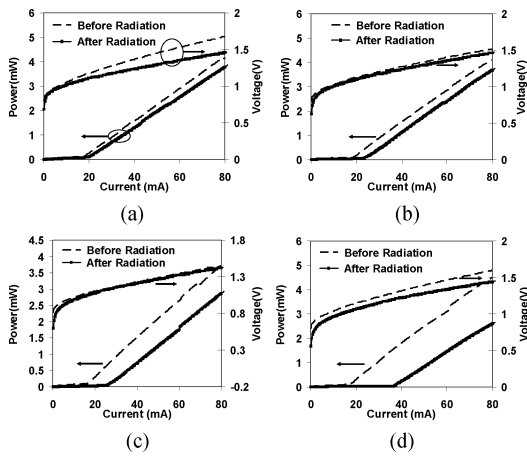 (a)
Before Radiation
After Radiation
Power(mW)
6
5
4
3
2
1
0
Voltage(V)
2
1.5
1
0.5
0
0 20 40 60 80
Current (mA)
(b)
Before Radiation
After Radiation
Power(mW)
6
5
4
3
2
1
0
Voltage(V)
2
1.5
1
0.5
0
0 20 40 60 80
Current (mA)
(c)
Before Radiation
After Radiation
Power(mW)
4.5
4
3.5
3
2.5
2
1.5
1
0.5
0
Voltage(V)
1.8
1.3
0.8
0.3
-0.2
0 20 40 60 80
Current (mA)
(d)
Before Radiation
After Radiation
Power(mW)
6
5
4
3
2
1
0
Voltage(V)
2
1.5
1
0.5
0
0 20 40 60 80
Current (mA)
(a)
(b)
(c)
(d)